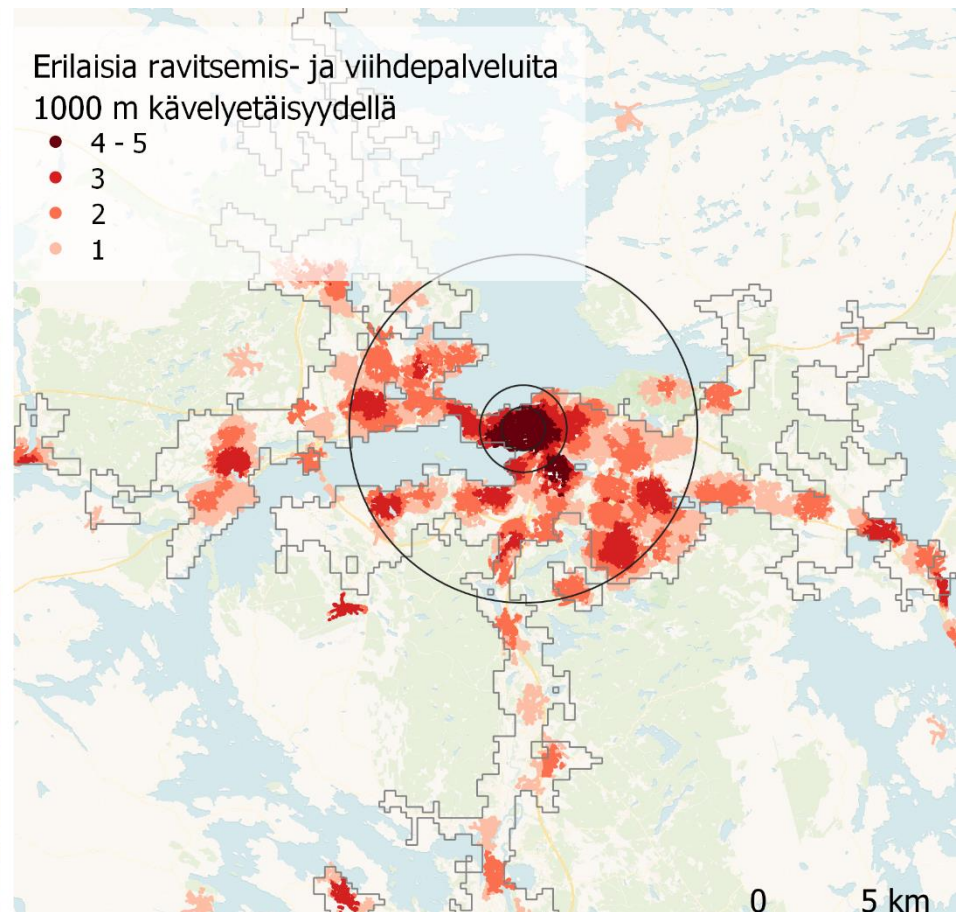 Erilaisia ravitsemis- ja viihdepalveluita
1000 m kävelyetäisyydellä
4 - 5
3
2
1
0 5 km